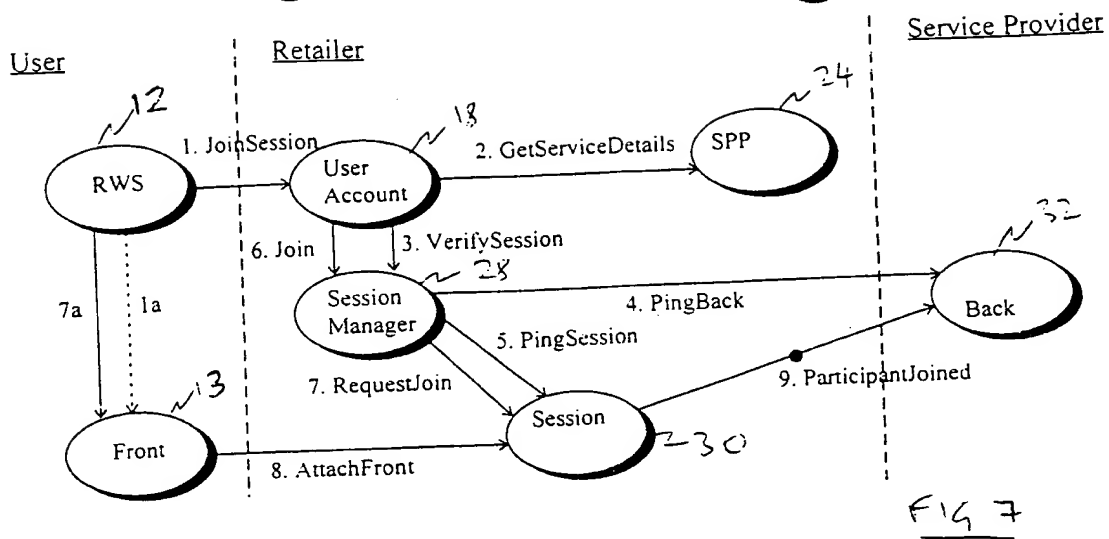 User
Retailer
Service Provider
12
18
24
1. JoinSession
2. GetServiceDetails
RWS
User
Account
SPP
6. Join
3. VerifySession
28
32
7a
1a
Session
Manager
4. PingBack
Back
5. PingSession
7. RequestJoin
9. ParticipantJoined
13
Front
Session
8. AttachFront
30
FIG 7